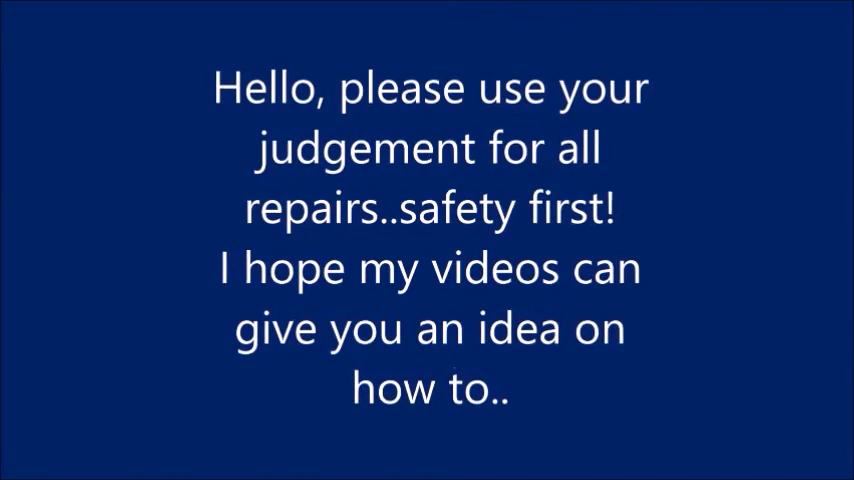 Hello, please use your
judgement for all
repairs..safety first!
I hope my videos can
give you an idea on
how to..